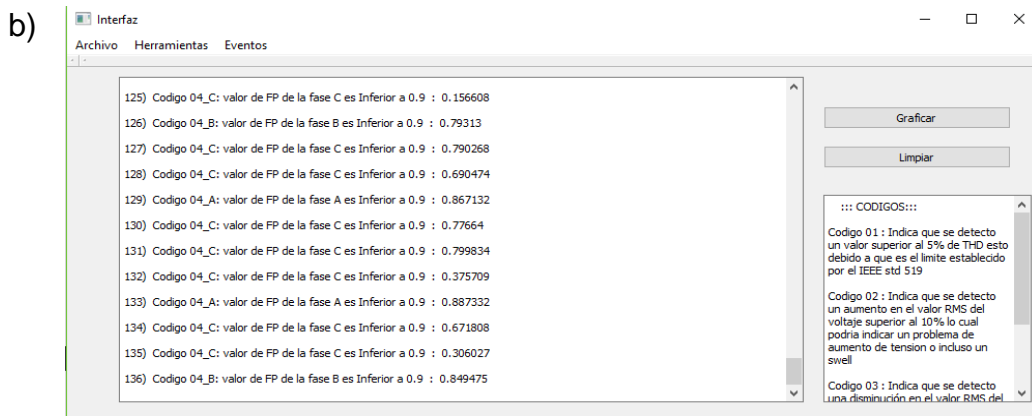 b)
Interfaz
Archivo Herramientas Eventos
125) Codigo 04_C: valor de FP de la fase C es Inferior a 0.9 : 0.156608
126) Codigo 04_B: valor de FP de la fase B es Inferior a 0.9 : 0.79313
127) Codigo 04_C: valor de FP de la fase C es Inferior a 0.9 : 0.790268
128) Codigo 04_C: valor de FP de la fase C es Inferior a 0.9 : 0.690474
129) Codigo 04_A: valor de FP de la fase A es Inferior a 0.9 : 0.867132
130) Codigo 04_C: valor de FP de la fase C es Inferior a 0.9 : 0.77664
131) Codigo 04_C: valor de FP de la fase C es Inferior a 0.9 : 0.799834
132) Codigo 04_C: valor de FP de la fase C es Inferior a 0.9 : 0.375709
133) Codigo 04_A: valor de FP de la fase A es Inferior a 0.9 : 0.887332
134) Codigo 04_C: valor de FP de la fase C es Inferior a 0.9 : 0.671808
135) Codigo 04_C: valor de FP de la fase C es Inferior a 0.9 : 0.306027
136) Codigo 04_B: valor de FP de la fase B es Inferior a 0.9 : 0.849475
Graficar
Limpiar
::: CODIGOS:::
Codigo 01 : Indica que se detecto
un valor superior al 5% de THD esto
debido a que es el limite establecido
por el IEEE std 519
Codigo 02 : Indica que se detecto
un aumento en el valor RMS del
voltaje superior al 10% lo cual
podria indicar un problema de
aumento de tension o incluso un
swell
Codigo 03 : Indica que se detecto
una disminución en el valor RMS del